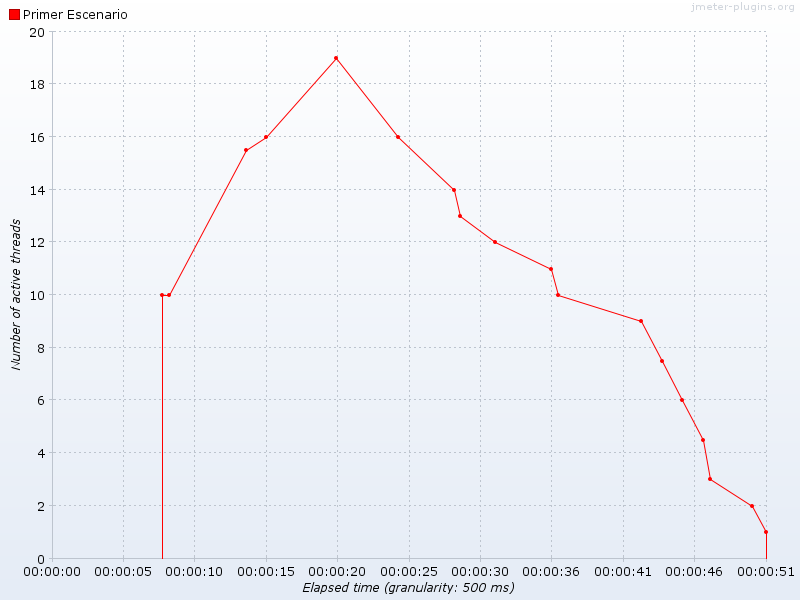 jmeter-plugins.org
Primer Escenario
20
18
16
14
12
10
8
6
4
2
0
Number of active threads
00:00:00 00:00:05 00:00:10 00:00:15 00:00:20 00:00:25 00:00:30 00:00:36 00:00:41 00:00:46 00:00:51
Elapsed time (granularity: 500 ms)